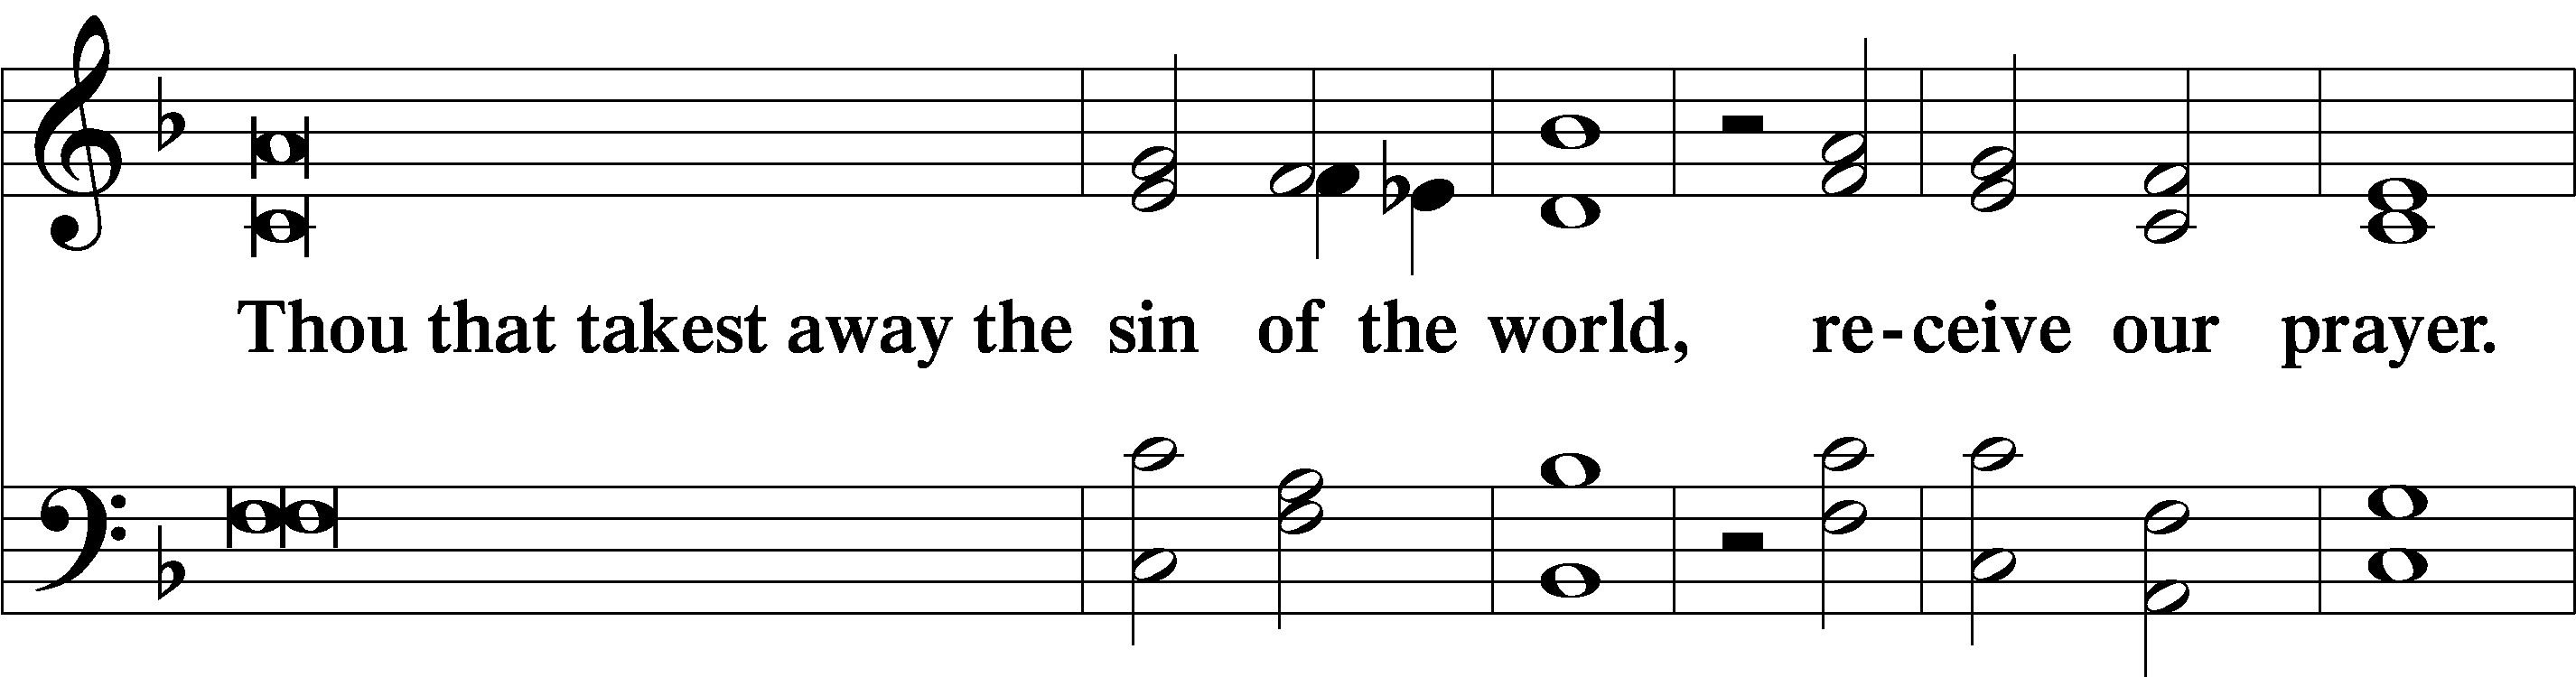 Thou that takest away the sin of the world, re-ceive our prayer.